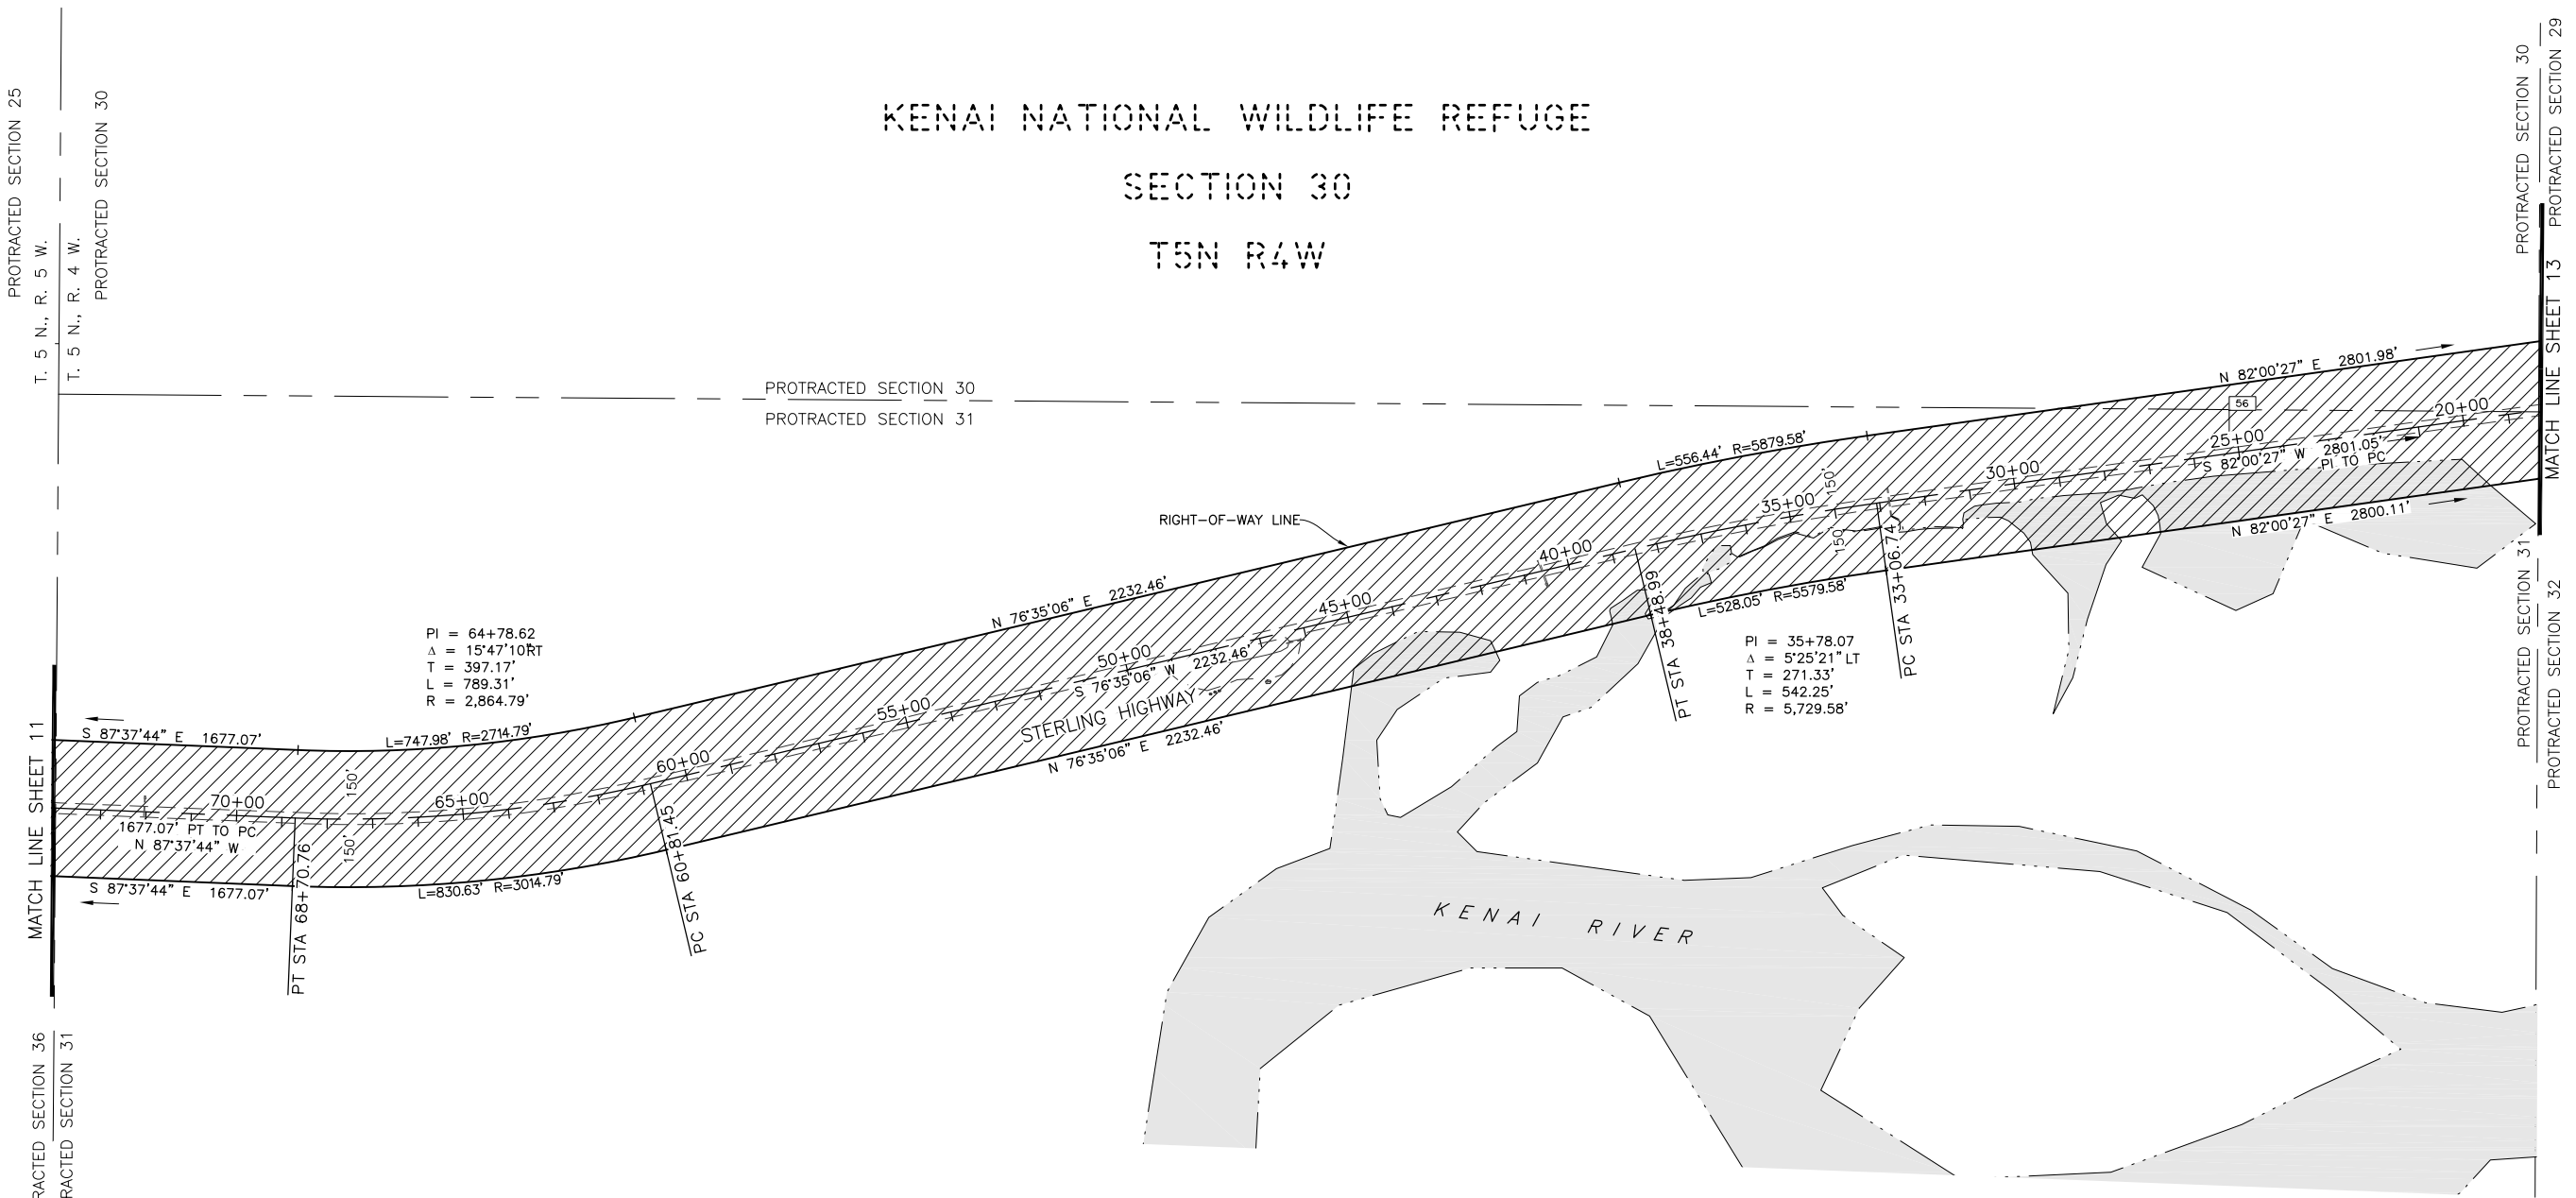 KENAI NATIONAL WILDLIFE REFUGE
SECTION 30
T5N R4W
PROTRACTED SECTION 25
T. 5 N., R. 5 W.
T. 5 N., R. 4 W.
PROTRACTED SECTION 30
PROTRACTED SECTION 30
PROTRACTED SECTION 29
MATCH LINE SHEET 13
PROTRACTED SECTION 30
PROTRACTED SECTION 31
N 82°00'27" E 2801.98'
56
20+00
25+00
S 82°00'27" W 2801.05'
PI TO PC
30+00
N 82°00'27" E 2800.11'
L=556.44' R=5879.58'
150'
35+00
150'
PC STA 33+06.74
RIGHT-OF-WAY LINE
40+00
PT STA 38+48.99
L=528.05' R=5579.58'
PI = 35+78.07
Δ = 5°25'21" LT
T = 271.33'
L = 542.25'
R = 5,729.58'
N 76°35'06" E 2232.46'
45+00
50+00
S 76°35'06" W 2232.46'
STERLING HIGHWAY
N 76°35'06" E 2232.46'
55+00
60+00
PC STA 60+81.45
PI = 64+78.62
Δ = 15°47'10" RT
T = 397.17'
L = 789.31'
R = 2,864.79'
L=747.98' R=2714.79'
S 87°37'44" E 1677.07'
150'
65+00
70+00
150'
1677.07' PT TO PC
N 87°37'44" W
S 87°37'44" E 1677.07'
L=830.63' R=3014.79'
PT STA 68+70.76
MATCH LINE SHEET 11
KENAI RIVER
PROTRACTED SECTION 31
PROTRACTED SECTION 32
RACTED SECTION 36
RACTED SECTION 31